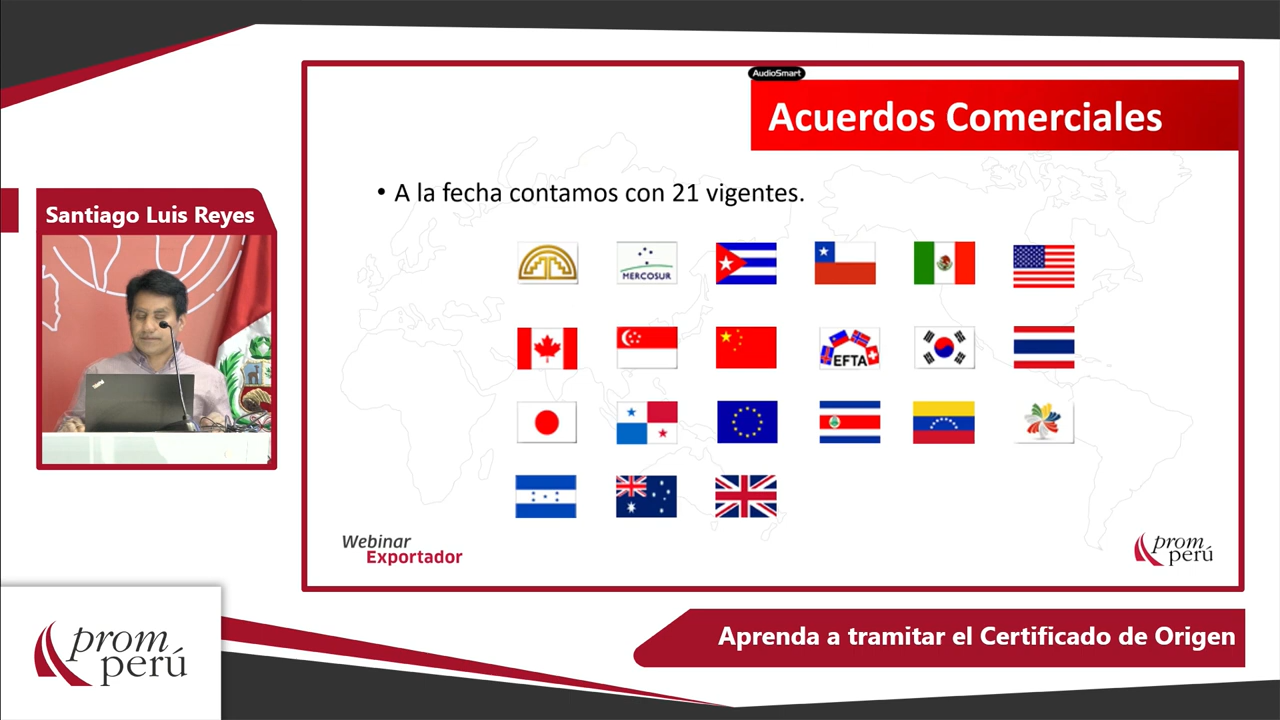 AudioSmart
Acuerdos Comerciales
• A la fecha contamos con 21 vigentes.
Santiago Luis Reyes
MERCOSUR
EFTA
Webinar
Exportador
prom
perú
Aprenda a tramitar el Certificado de Origen
prom
perú